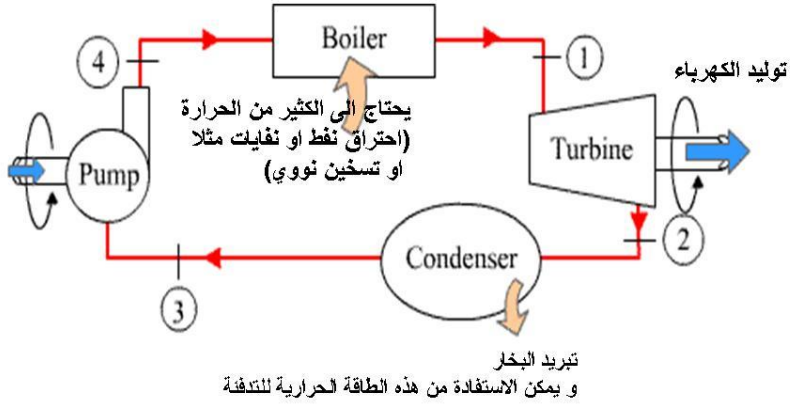 Boiler
4
1
توليد الكهرباء
يحتاج الى الكثير من الحرارة
(احتراق نفط او نفايات مثلا
او تسخين نووي)
Pump
Turbine
2
Condenser
3
تبريد البخار
و يمكن الاستفادة من هذه الطاقة الحرارية للتدفئة